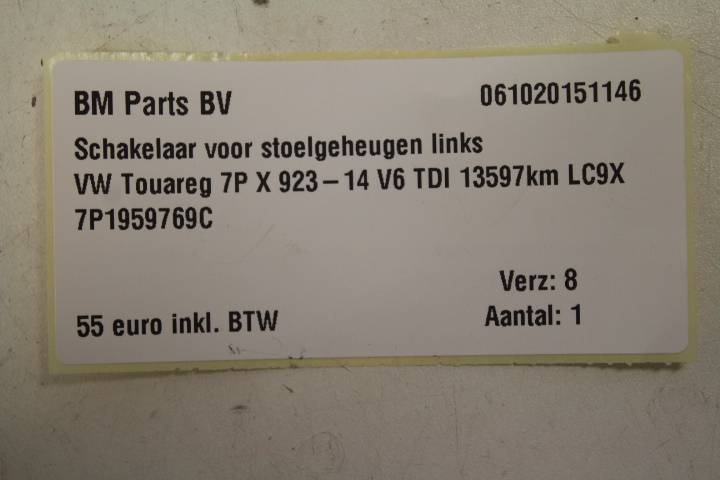 BM Parts BV 061020151146
Schakelaar voor stoelgeheugen links
VW Touareg 7P X 923-14 V6 TDI 13597km LC9X
7P1959769C
Verz: 8
55 euro inkl. BTW Aantal: 1